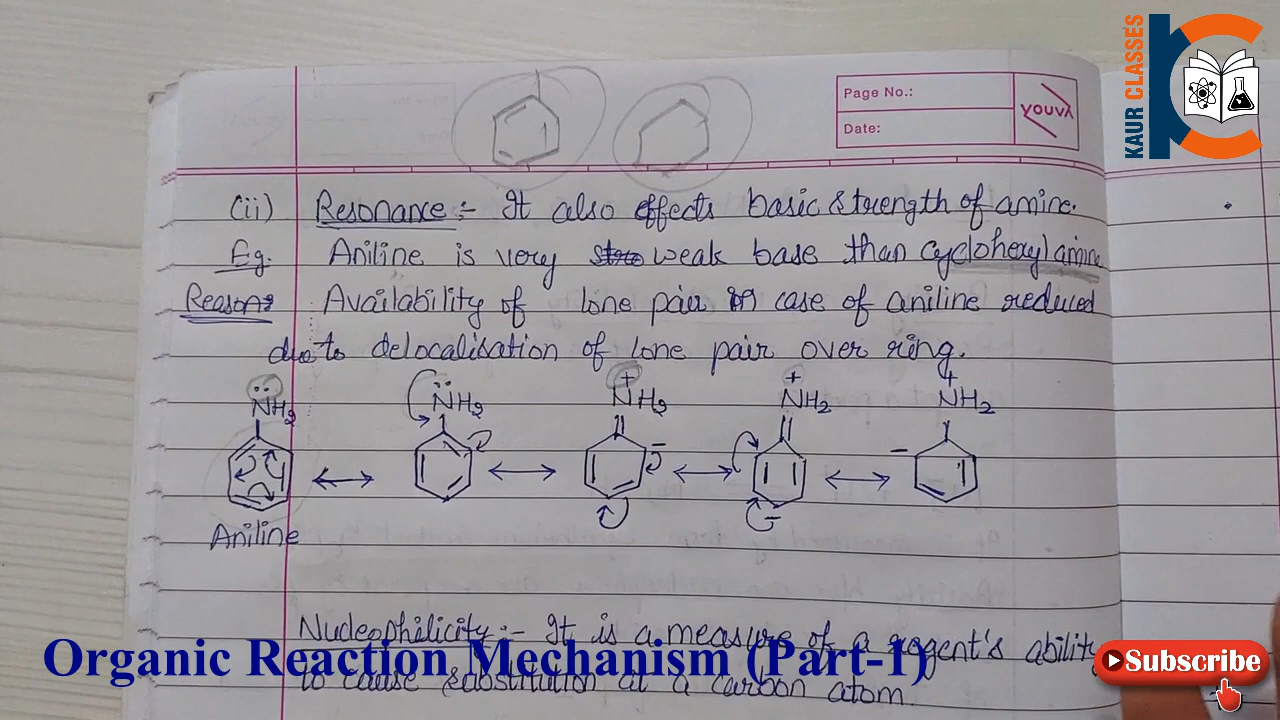 KAUR CLASSES
Page No.:
Date:
YOUVA
(ii) Resonance :- It also effects basic strength of amine.
Eg. Aniline is very weak base than cyclohexyl amine
Reason:- Availability of lone pair in case of aniline reduced
due to delocalisation of lone pair over ring.
NH2 NH2 +NH2 +NH2 +NH2
Aniline
Nucleophilicity :- It is a measure of a reagent's ability
to cause substitution at a carbon atom.
Organic Reaction Mechanism (Part-1)
Subscribe